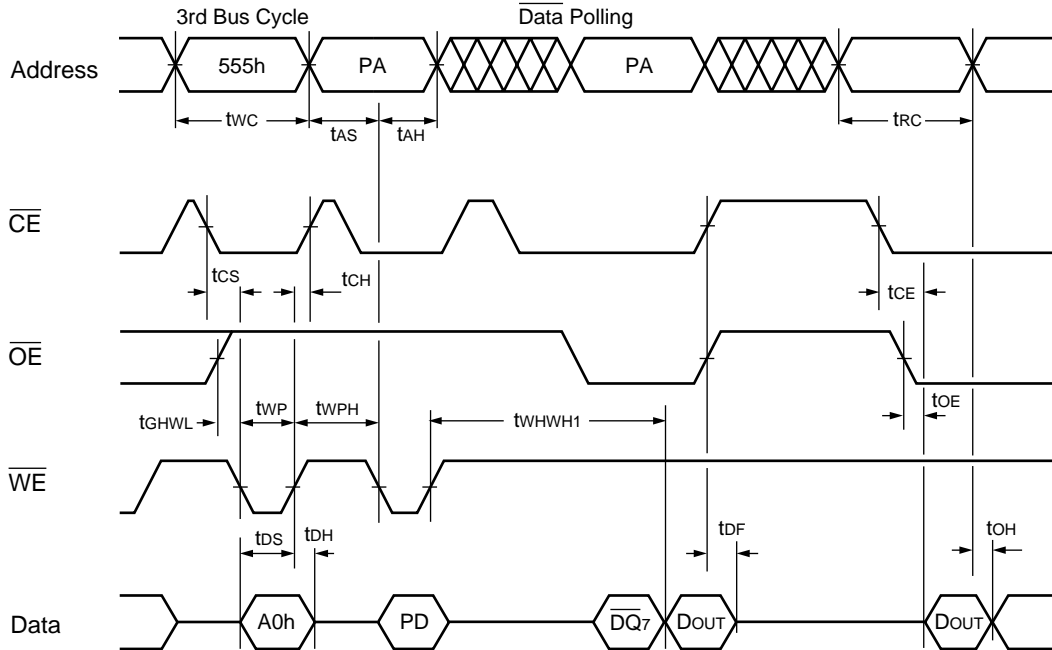 3rd Bus Cycle Data Polling
Address 555h PA PA
tWC tAS tAH tRC
CE
tCS tCH tCE
OE
tGHWL tWP tWPH tWHWH1 tOE
WE
tDS tDH tDF tOH
Data A0h PD DQ7 DOUT DOUT